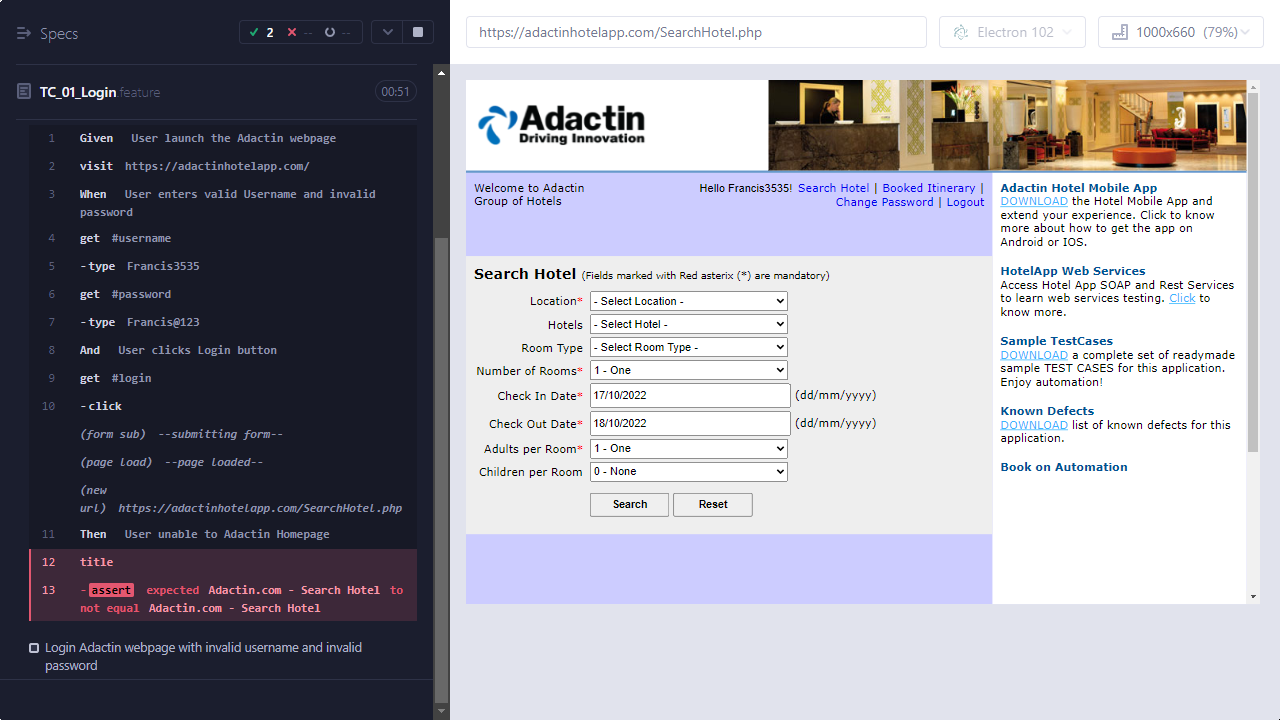 Specs
2
--
--
https://adactinhotelapp.com/SearchHotel.php
Electron 102
1000x660 (79%)
TC_01_Login.feature
00:51
1 Given User launch the Adactin webpage
2 visit https://adactinhotelapp.com/
3 When User enters valid Username and invalid
password
4 get #username
5 -type Francis3535
6 get #password
7 -type Francis@123
8 And User clicks Login button
9 get #login
10 -click
(form sub) --submitting form--
(page load) --page loaded--
(new
url) https://adactinhotelapp.com/SearchHotel.php
11 Then User unable to Adactin Homepage
12 title
13 -assert expected Adactin.com - Search Hotel to
not equal Adactin.com - Search Hotel
Login Adactin webpage with invalid username and invalid
password
Adactin
Driving Innovation
Welcome to Adactin
Group of Hotels
Hello Francis3535! Search Hotel | Booked Itinerary |
Change Password | Logout
Search Hotel (Fields marked with Red asterix (*) are mandatory)
Location* - Select Location -
Hotels - Select Hotel -
Room Type - Select Room Type -
Number of Rooms* 1 - One
Check In Date* 17/10/2022 (dd/mm/yyyy)
Check Out Date* 18/10/2022 (dd/mm/yyyy)
Adults per Room* 1 - One
Children per Room 0 - None
Search Reset
Adactin Hotel Mobile App
DOWNLOAD the Hotel Mobile App and
extend your experience. Click to know
more about how to get the app on
Android or IOS.
HotelApp Web Services
Access Hotel App SOAP and Rest Services
to learn web services testing. Click to
know more.
Sample TestCases
DOWNLOAD a complete set of readymade
sample TEST CASES for this application.
Enjoy automation!
Known Defects
DOWNLOAD list of known defects for this
application.
Book on Automation